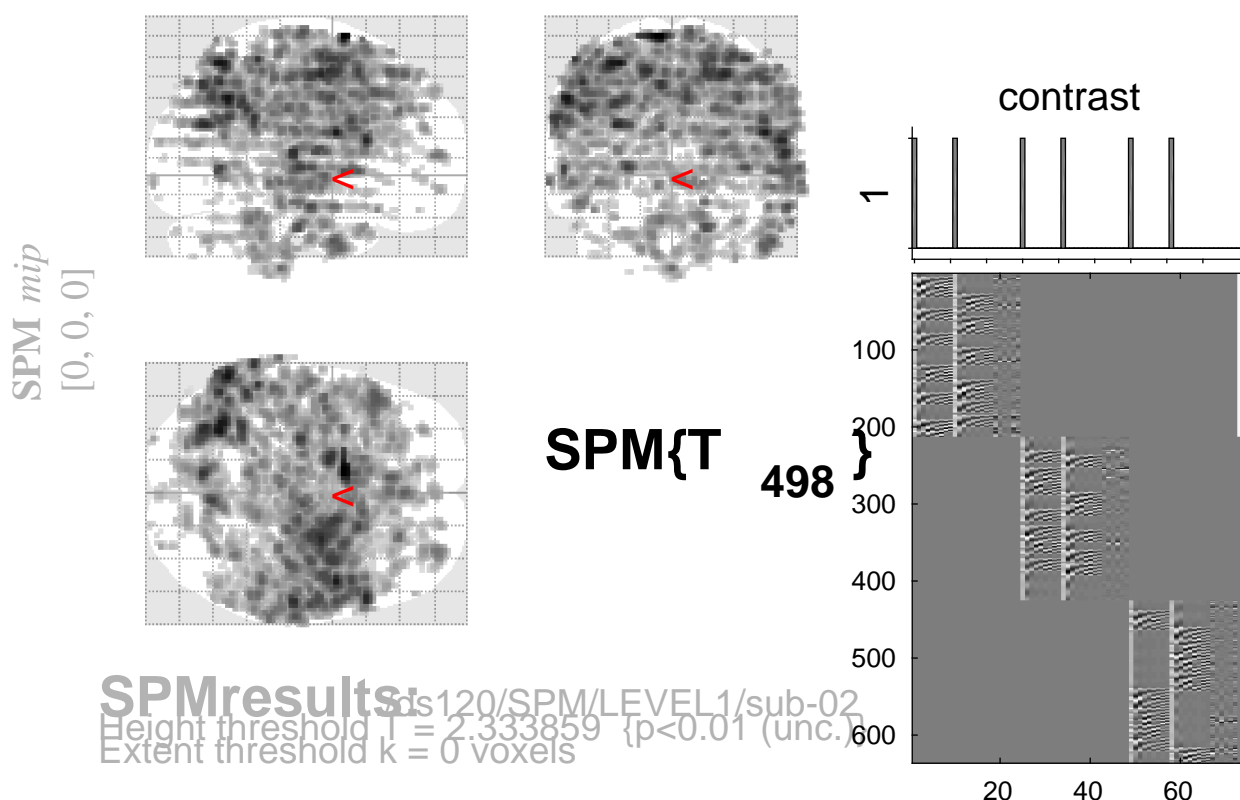 SPM mip
[0, 0, 0]
<
<
<
SPM{T 498 }
SPMresults: /ds120/SPM/LEVEL1/sub-02
Height threshold T = 2.333859 {p<0.01 (unc.)}
Extent threshold k = 0 voxels
contrast
1
100
200
300
400
500
600
20 40 60